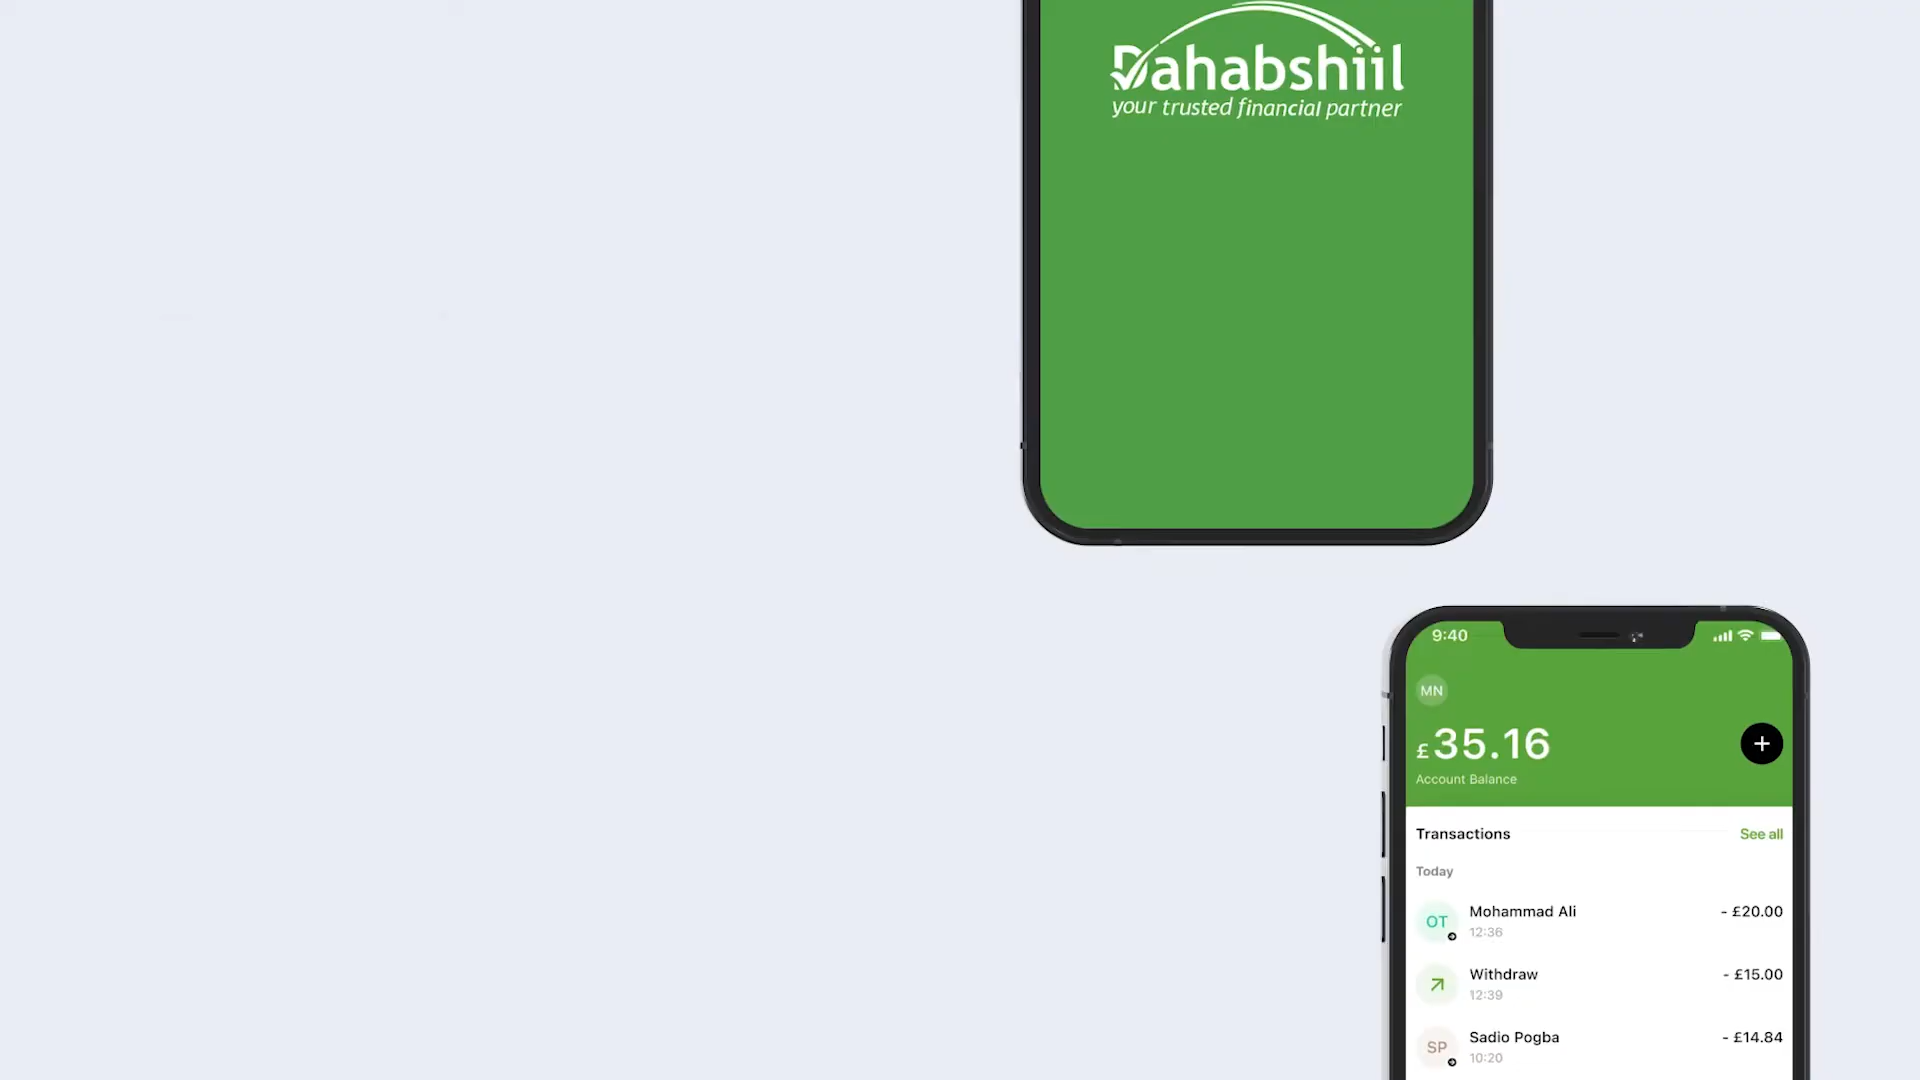 Dahabshiil
your trusted financial partner
9:40
MN
£35.16
+
Account Balance
Transactions
See all
Today
OT
Mohammad Ali
- £20.00
12:36
Withdraw
- £15.00
12:39
SP
Sadio Pogba
- £14.84
10:20